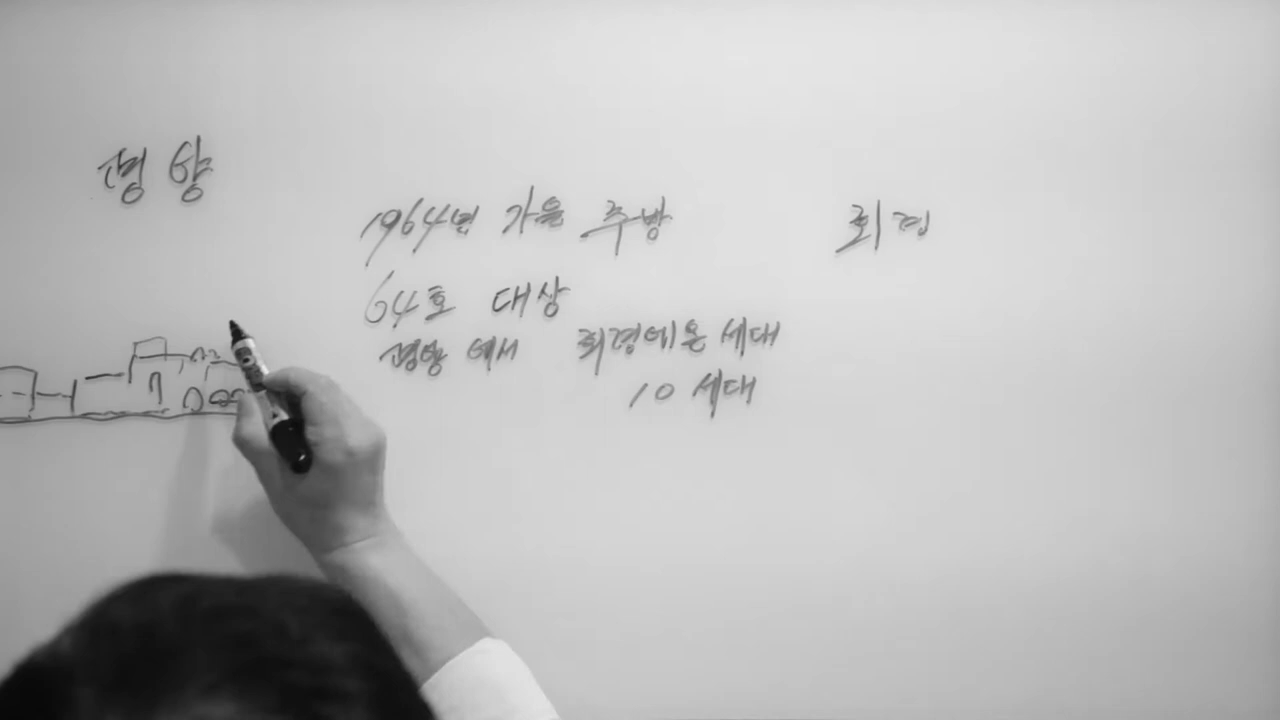 평양
1964년 가을 추방 회령
64호 대상
평양에서 회령에 온 세대
10 세대